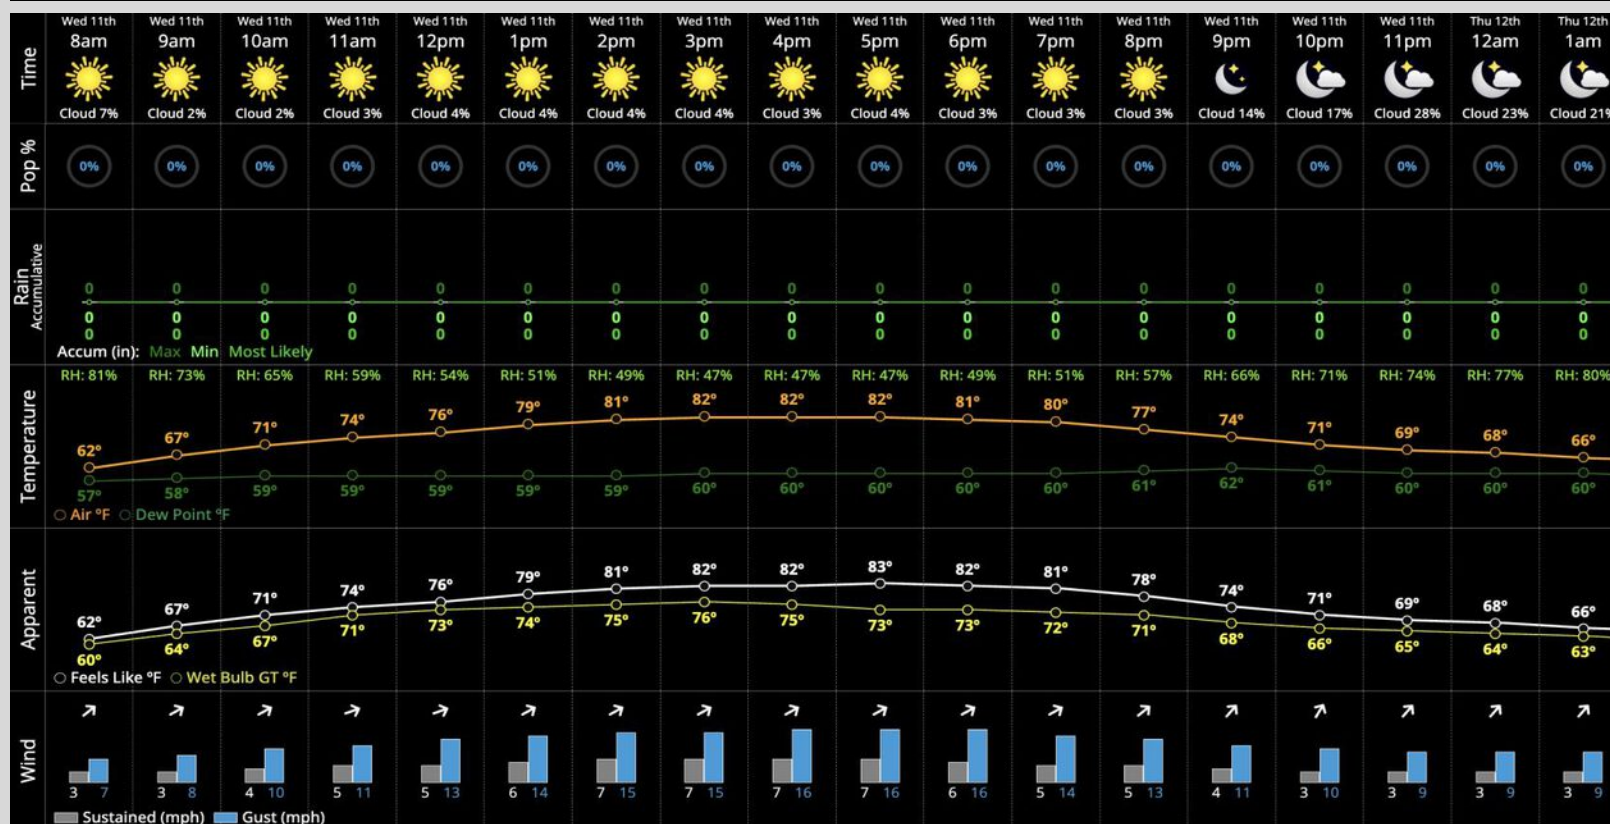 Time
Wed 11th Wed 11th Wed 11th Wed 11th Wed 11th Wed 11th Wed 11th Wed 11th Wed 11th Wed 11th Wed 11th Wed 11th Wed 11th Wed 11th Wed 11th Wed 11th Thu 12th Thu 12th
8am 9am 10am 11am 12pm 1pm 2pm 3pm 4pm 5pm 6pm 7pm 8pm 9pm 10pm 11pm 12am 1am
Cloud 7% Cloud 2% Cloud 2% Cloud 3% Cloud 4% Cloud 4% Cloud 4% Cloud 4% Cloud 3% Cloud 4% Cloud 3% Cloud 3% Cloud 3% Cloud 14% Cloud 17% Cloud 28% Cloud 23% Cloud 21%
Pop %
0% 0% 0% 0% 0% 0% 0% 0% 0% 0% 0% 0% 0% 0% 0% 0% 0% 0%
Rain
Accumulative
0 0 0 0 0 0 0 0 0 0 0 0 0 0 0 0 0 0
0 0 0 0 0 0 0 0 0 0 0 0 0 0 0 0 0 0
0 0 0 0 0 0 0 0 0 0 0 0 0 0 0 0 0 0
Accum (in): Max Min Most Likely
Temperature
RH: 81% RH: 73% RH: 65% RH: 59% RH: 54% RH: 51% RH: 49% RH: 47% RH: 47% RH: 47% RH: 49% RH: 51% RH: 57% RH: 66% RH: 71% RH: 74% RH: 77% RH: 80%
62° 67° 71° 74° 76° 79° 81° 82° 82° 82° 81° 80° 77° 74° 71° 69° 68° 66°
57° 58° 59° 59° 59° 59° 59° 60° 60° 60° 60° 60° 61° 62° 61° 60° 60° 60°
Air °F Dew Point °F
Apparent
62° 67° 71° 74° 76° 79° 81° 82° 82° 83° 82° 81° 78° 74° 71° 69° 68° 66°
60° 64° 67° 71° 73° 74° 75° 76° 75° 73° 73° 72° 71° 68° 66° 65° 64° 63°
Feels Like °F Wet Bulb GT °F
Wind
3 7 3 8 4 10 5 11 5 13 6 14 7 15 7 15 7 16 7 16 6 16 5 14 5 13 4 11 3 10 3 9 3 9 3 9
Sustained (mph) Gust (mph)